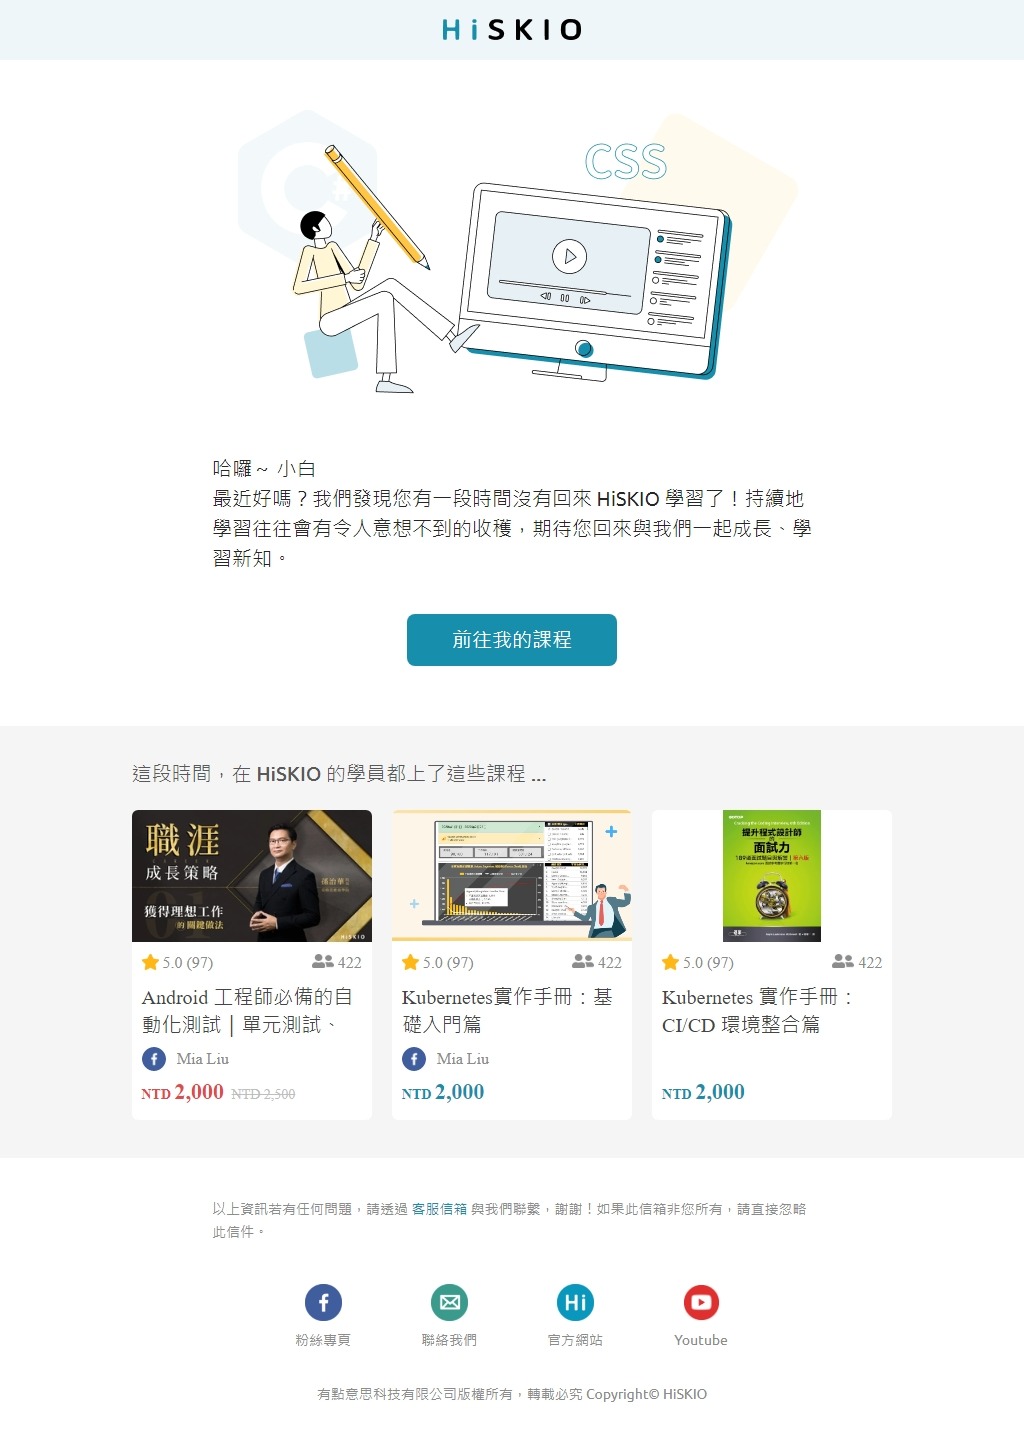 HiSKIO
CSS
哈囉～ 小白
最近好嗎？我們發現您有一段時間沒有回來 HiSKIO 學習了！持續地
學習往往會有令人意想不到的收穫，期待您回來與我們一起成長、學
習新知。
前往我的課程
這段時間，在 HiSKIO 的學員都上了這些課程 ...
職涯
成長策略
獲得理想工作
的 關鍵做法
HiSKIO
提升程式設計師
的
面試力
5.0 (97) 422
Android 工程師必備的自
動化測試 | 單元測試、
Mia Liu
NTD 2,000 NTD 2,500
5.0 (97) 422
Kubernetes實作手冊：基
礎入門篇
Mia Liu
NTD 2,000
5.0 (97) 422
Kubernetes 實作手冊：
CI/CD 環境整合篇
NTD 2,000
以上資訊若有任何問題，請透過 客服信箱 與我們聯繫，謝謝！如果此信箱非您所有，請直接忽略
此信件。
Hi
粉絲專頁 聯絡我們 官方網站 Youtube
有點意思科技有限公司版權所有，轉載必究 Copyright© HiSKIO